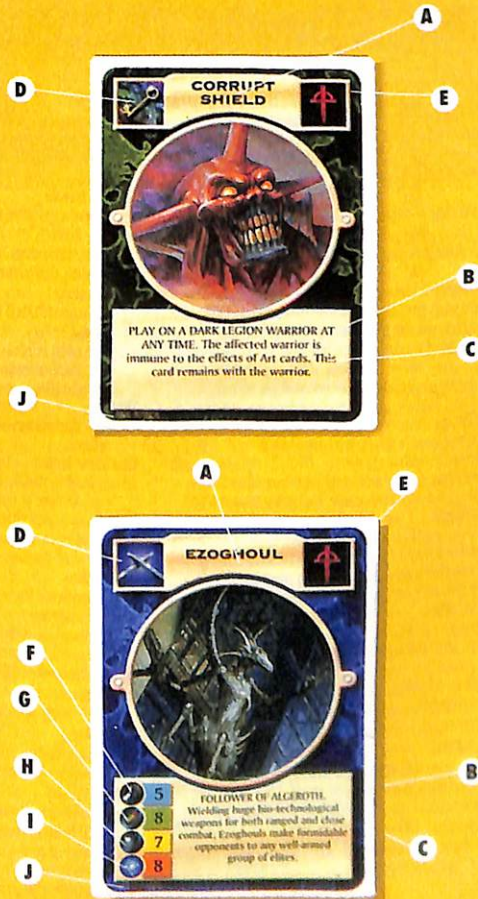 A
D
CORRUPT
SHIELD
E
B
PLAY ON A DARK LEGION WARRIOR AT
ANY TIME. The affected warrior is
immune to the effects of Art cards. This
card remains with the warrior.
C
J
A
E
D
EZOGHOUL
F
G
5
FOLLOWER OF ALGEROTH.
8
Wielding huge bio-technological
weapons for both ranged and close
H
B
7
combat, Ezoghouls make formidable
opponents to any well-armed
I
8
group of elites.
C
J